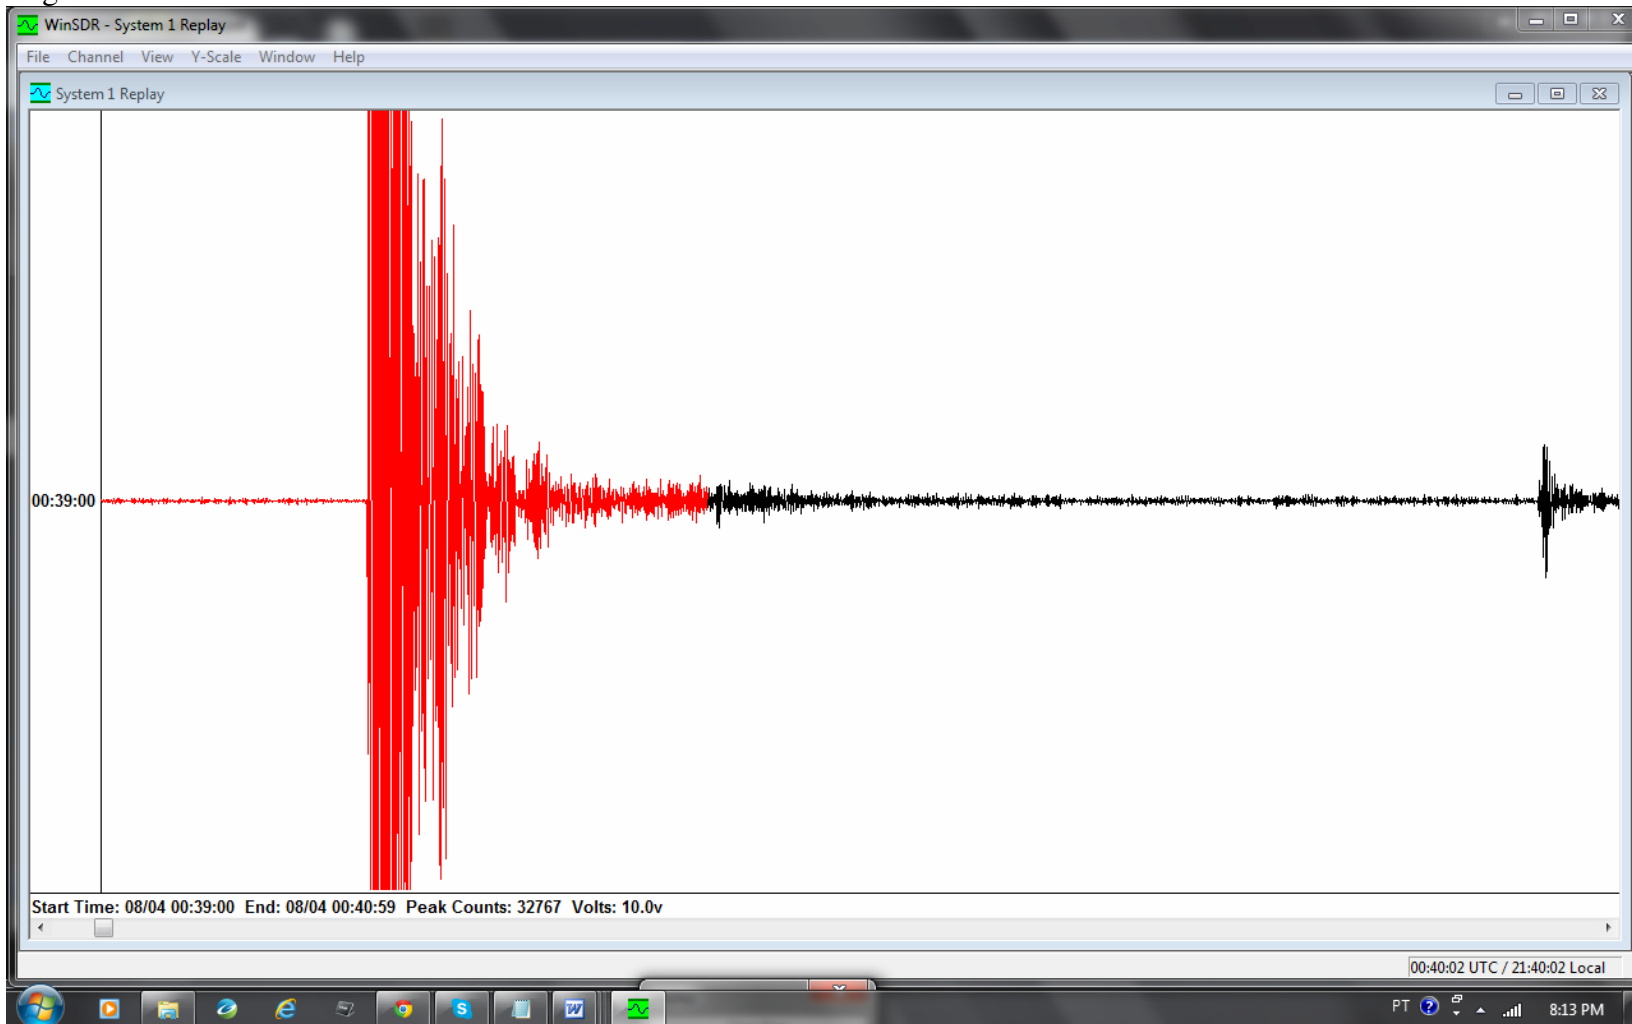 WinSDR - System 1 Replay
File Channel View Y-Scale Window Help
System 1 Replay
00:39:00
Start Time: 08/04 00:39:00 End: 08/04 00:40:59 Peak Counts: 32767 Volts: 10.0v
00:40:02 UTC / 21:40:02 Local
PT 8:13 PM